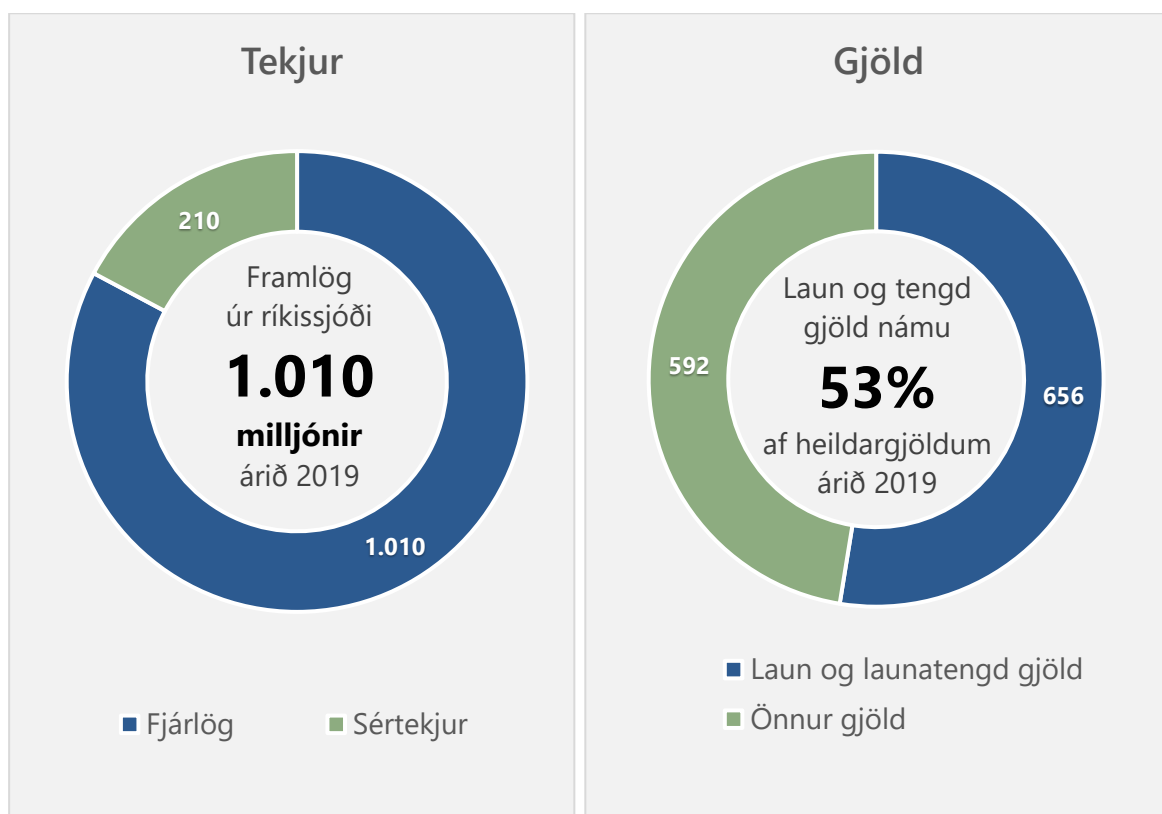 Tekjur
210
Framlög
úr ríkissjóði
1.010
milljónir
árið 2019
1.010
Fjárlög
Sértekjur
Gjöld
Laun og tengd
gjöld námu
53%
af heildargjöldum
árið 2019
592
656
Laun og launatengd gjöld
Önnur gjöld